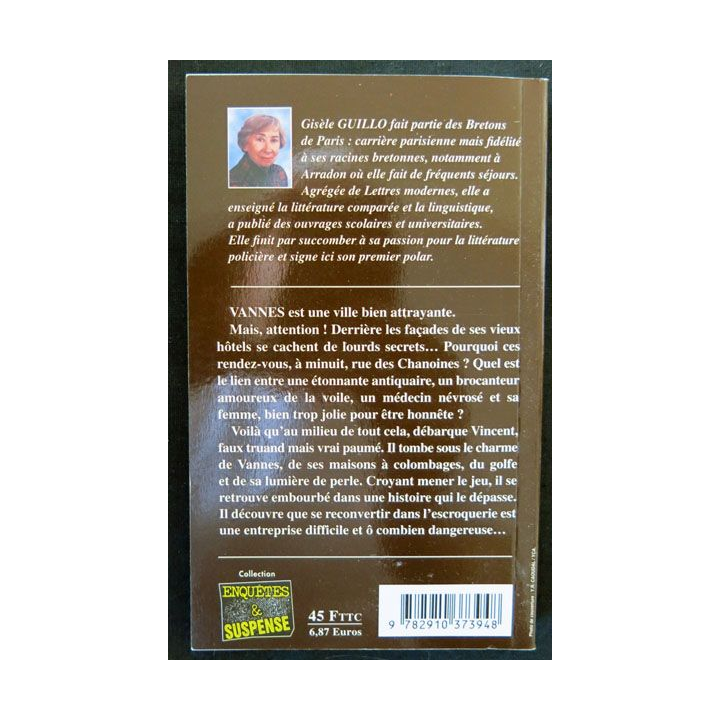 Gisèle GUILLO fait partie des Bretons
de Paris : carrière parisienne mais fidélité
à ses racines bretonnes, notamment à
Arradon où elle fait de fréquents séjours.
Agrégée de Lettres modernes, elle a
enseigné la littérature comparée et la linguistique,
a publié des ouvrages scolaires et universitaires.
Elle finit par succomber à sa passion pour la littérature
policière et signe ici son premier polar.
VANNES est une ville bien attrayante.
Mais, attention ! Derrière les façades de ses vieux
hôtels se cachent de lourds secrets… Pourquoi ces
rendez-vous, à minuit, rue des Chanoines ? Quel est
le lien entre une étonnante antiquaire, un brocanteur
amoureux de la voile, un médecin névrosé et sa
femme, bien trop jolie pour être honnête ?
Voilà qu'au milieu de tout cela, débarque Vincent,
faux truand mais vrai paumé. Il tombe sous le charme
de Vannes, de ses maisons à colombages, du golfe
et de sa lumière de perle. Croyant mener le jeu, il se
retrouve embourbé dans une histoire qui le dépasse.
Il découvre que se reconvertir dans l'escroquerie est
une entreprise difficile et ô combien dangereuse…
Collection
ENQUÊTES
&
SUSPENSE
45 FTTC
6,87 Euros
9 782910 373948
Photo de couverture :